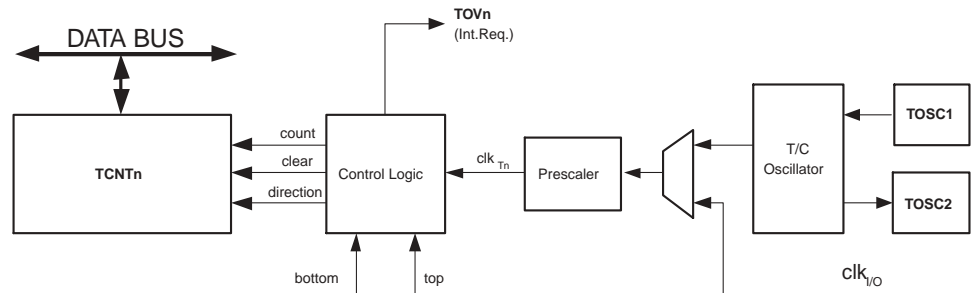 DATA BUS
TOVn
(Int.Req.)
TCNTn
count
clear
direction
Control Logic
clk Tn
Prescaler
T/C
Oscillator
TOSC1
TOSC2
bottom
top
clk I/O